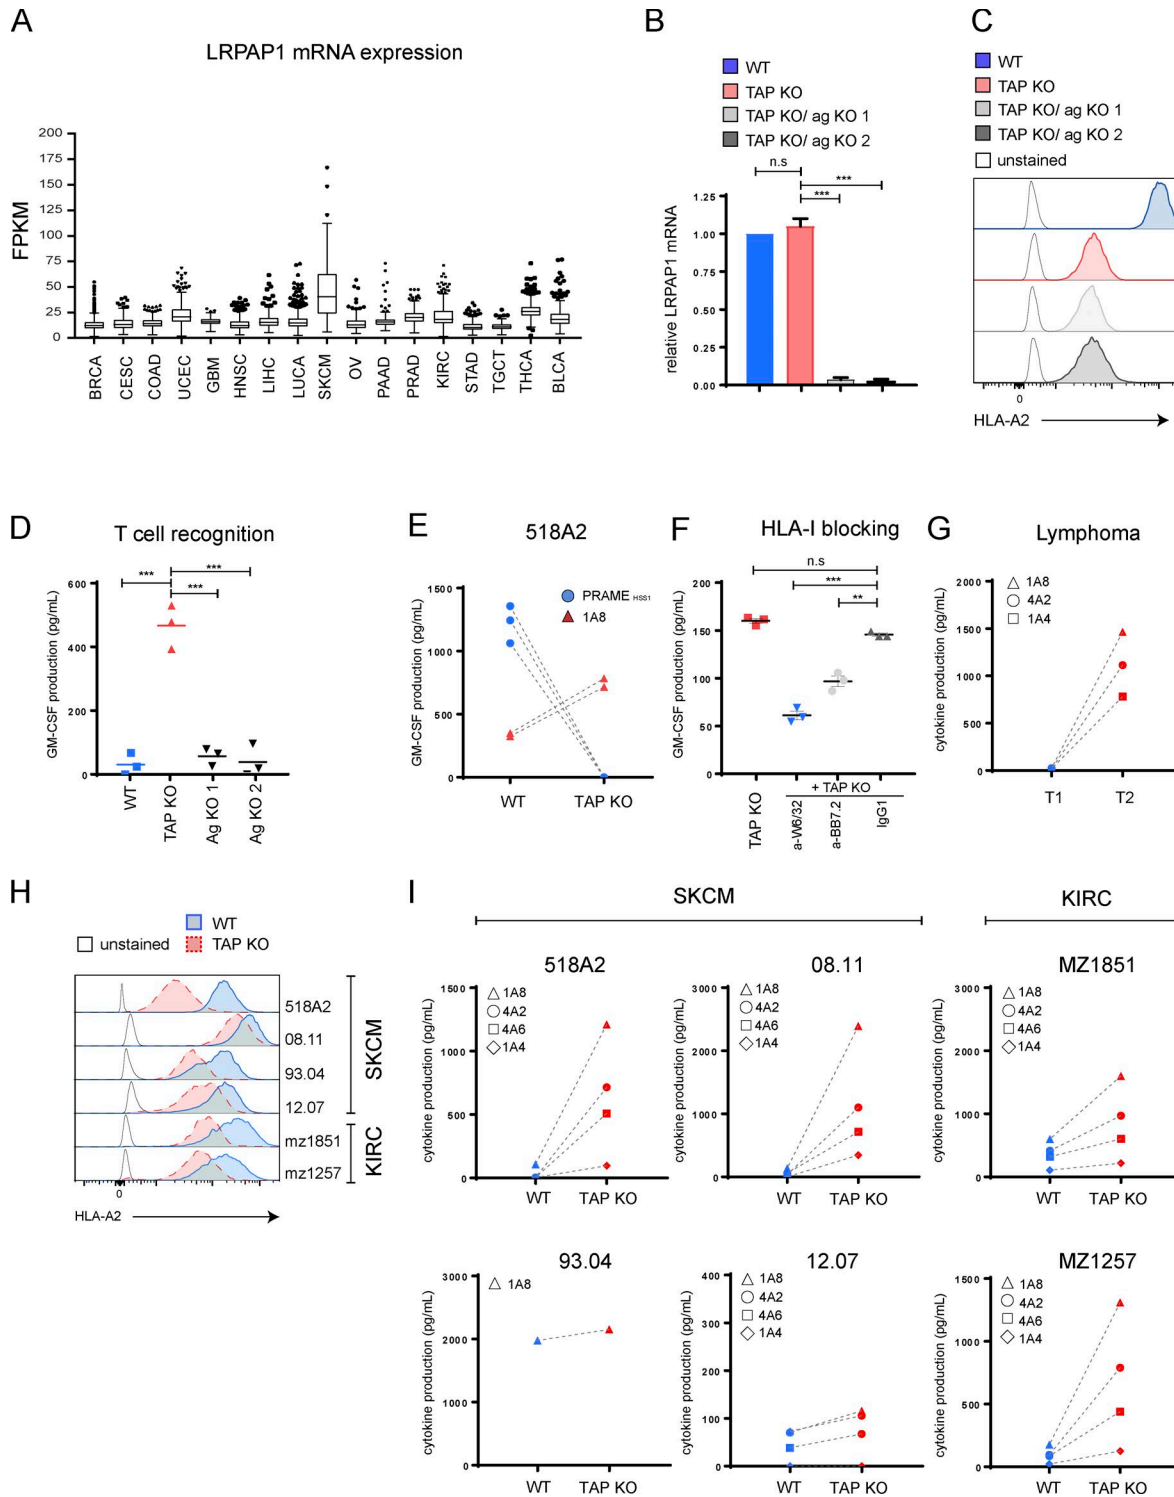 A
LRPAP1 mRNA expression
FPKM
200
175
150
125
100
75
50
25
0
BRCA
CESC
COAD
UCEC
GBM
HNSC
LIHC
LUCA
SKCM
OV
PAAD
PRAD
KIRC
STAD
TGCT
THCA
BLCA
B
WT
TAP KO
TAP KO/ ag KO 1
TAP KO/ ag KO 2
n.s
***
***
relative LRPAP1 mRNA
1.25
1.00
0.75
0.50
0.25
0.00
C
WT
TAP KO
TAP KO/ ag KO 1
TAP KO/ ag KO 2
unstained
0
HLA-A2
D
T cell recognition
***
***
***
GM-CSF production (pg/mL)
600
400
200
0
WT
TAP KO
Ag KO 1
Ag KO 2
E
518A2
GM-CSF production (pg/mL)
1500
1000
500
0
PRAME HSS1
1A8
WT
TAP KO
F
HLA-I blocking
n.s
***
**
GM-CSF production (pg/mL)
200
150
100
50
0
TAP KO
+ TAP KO
a-W6/32
a-BB7.2
IgG1
G
Lymphoma
cytokine production (pg/mL)
2000
1500
1000
500
0
1A8
4A2
1A4
T1
T2
H
WT
unstained
TAP KO
518A2
08.11
93.04
12.07
mz1851
mz1257
SKCM
KIRC
0
HLA-A2
I
SKCM
KIRC
518A2
cytokine production (pg/mL)
1500
1000
500
0
1A8
4A2
4A6
1A4
WT
TAP KO
08.11
cytokine production (pg/mL)
3000
2000
1000
0
1A8
4A2
4A6
1A4
WT
TAP KO
MZ1851
cytokine production (pg/mL)
3000
2000
1000
0
1A8
4A2
4A6
1A4
WT
TAP KO
93.04
cytokine production (pg/mL)
3000
2000
1000
0
1A8
WT
TAP KO
12.07
cytokine production (pg/mL)
400
300
200
100
0
1A8
4A2
4A6
1A4
WT
TAP KO
MZ1257
cytokine production (pg/mL)
1500
1000
500
0
1A8
4A2
4A6
1A4
WT
TAP KO